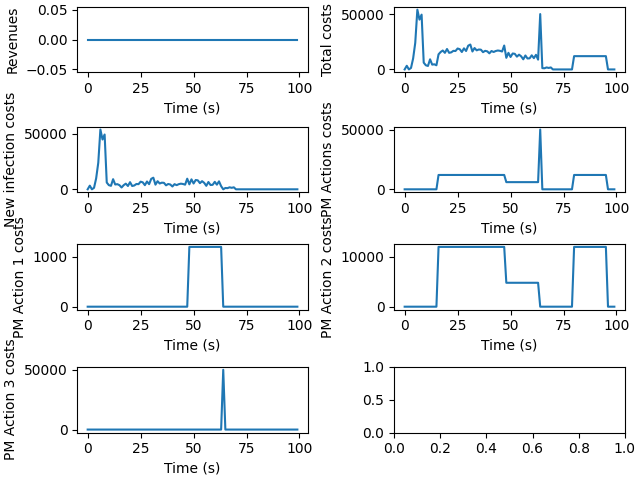 Revenues
0.05
0.00
−0.05
0 25 50 75 100
Time (s)
Total costs
50000
0
0 25 50 75 100
Time (s)
New infection costs
50000
0
0 25 50 75 100
Time (s)
PM Actions costs
50000
0
0 25 50 75 100
Time (s)
PM Action 1 costs
1000
0
0 25 50 75 100
Time (s)
PM Action 2 costs
10000
0
0 25 50 75 100
Time (s)
PM Action 3 costs
50000
0
0 25 50 75 100
Time (s)
1.0
0.5
0.0
0.0 0.2 0.4 0.6 0.8 1.0